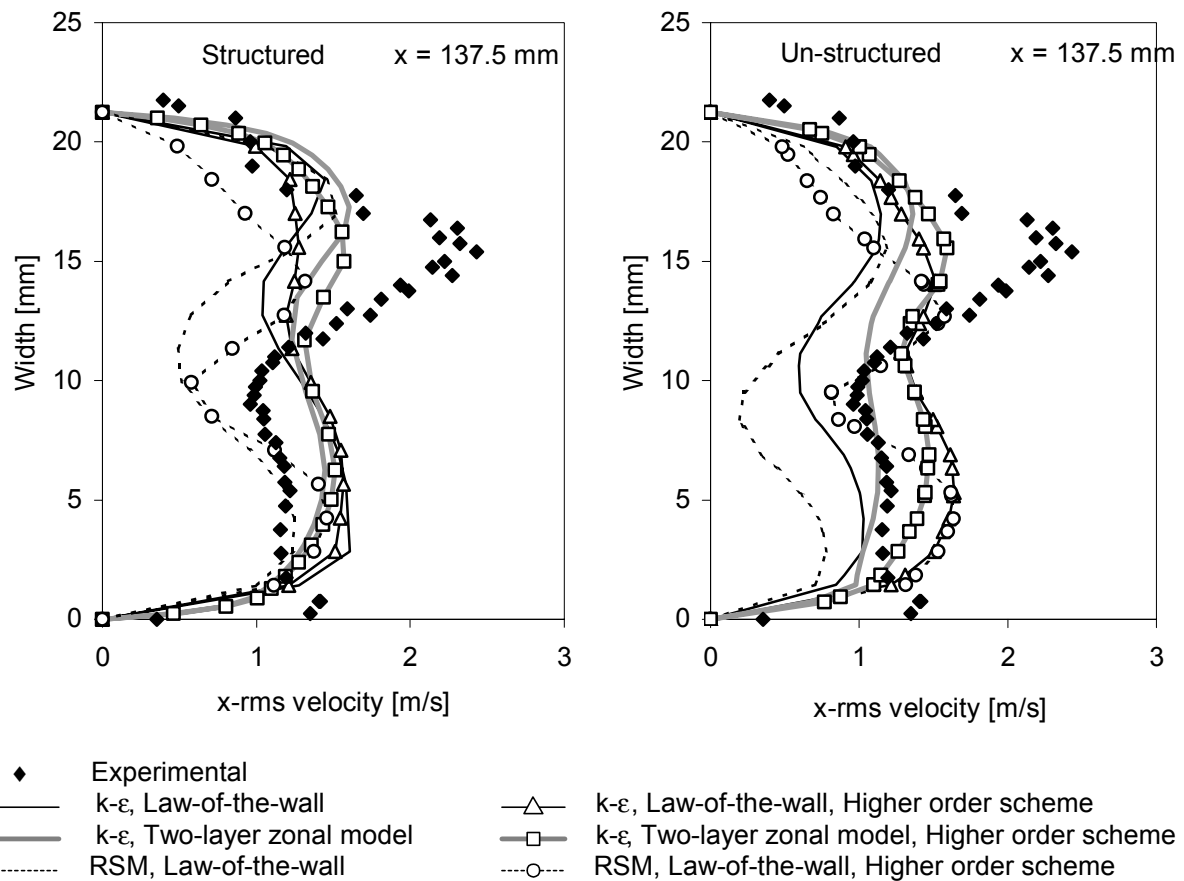 25
20
15
10
5
0
Width [mm]
Structured x = 137.5 mm
0 1 2 3
x-rms velocity [m/s]
25
20
15
10
5
0
Width [mm]
Un-structured x = 137.5 mm
0 1 2 3
x-rms velocity [m/s]
Experimental
k-ε, Law-of-the-wall
k-ε, Two-layer zonal model
RSM, Law-of-the-wall
k-ε, Law-of-the-wall, Higher order scheme
k-ε, Two-layer zonal model, Higher order scheme
RSM, Law-of-the-wall, Higher order scheme